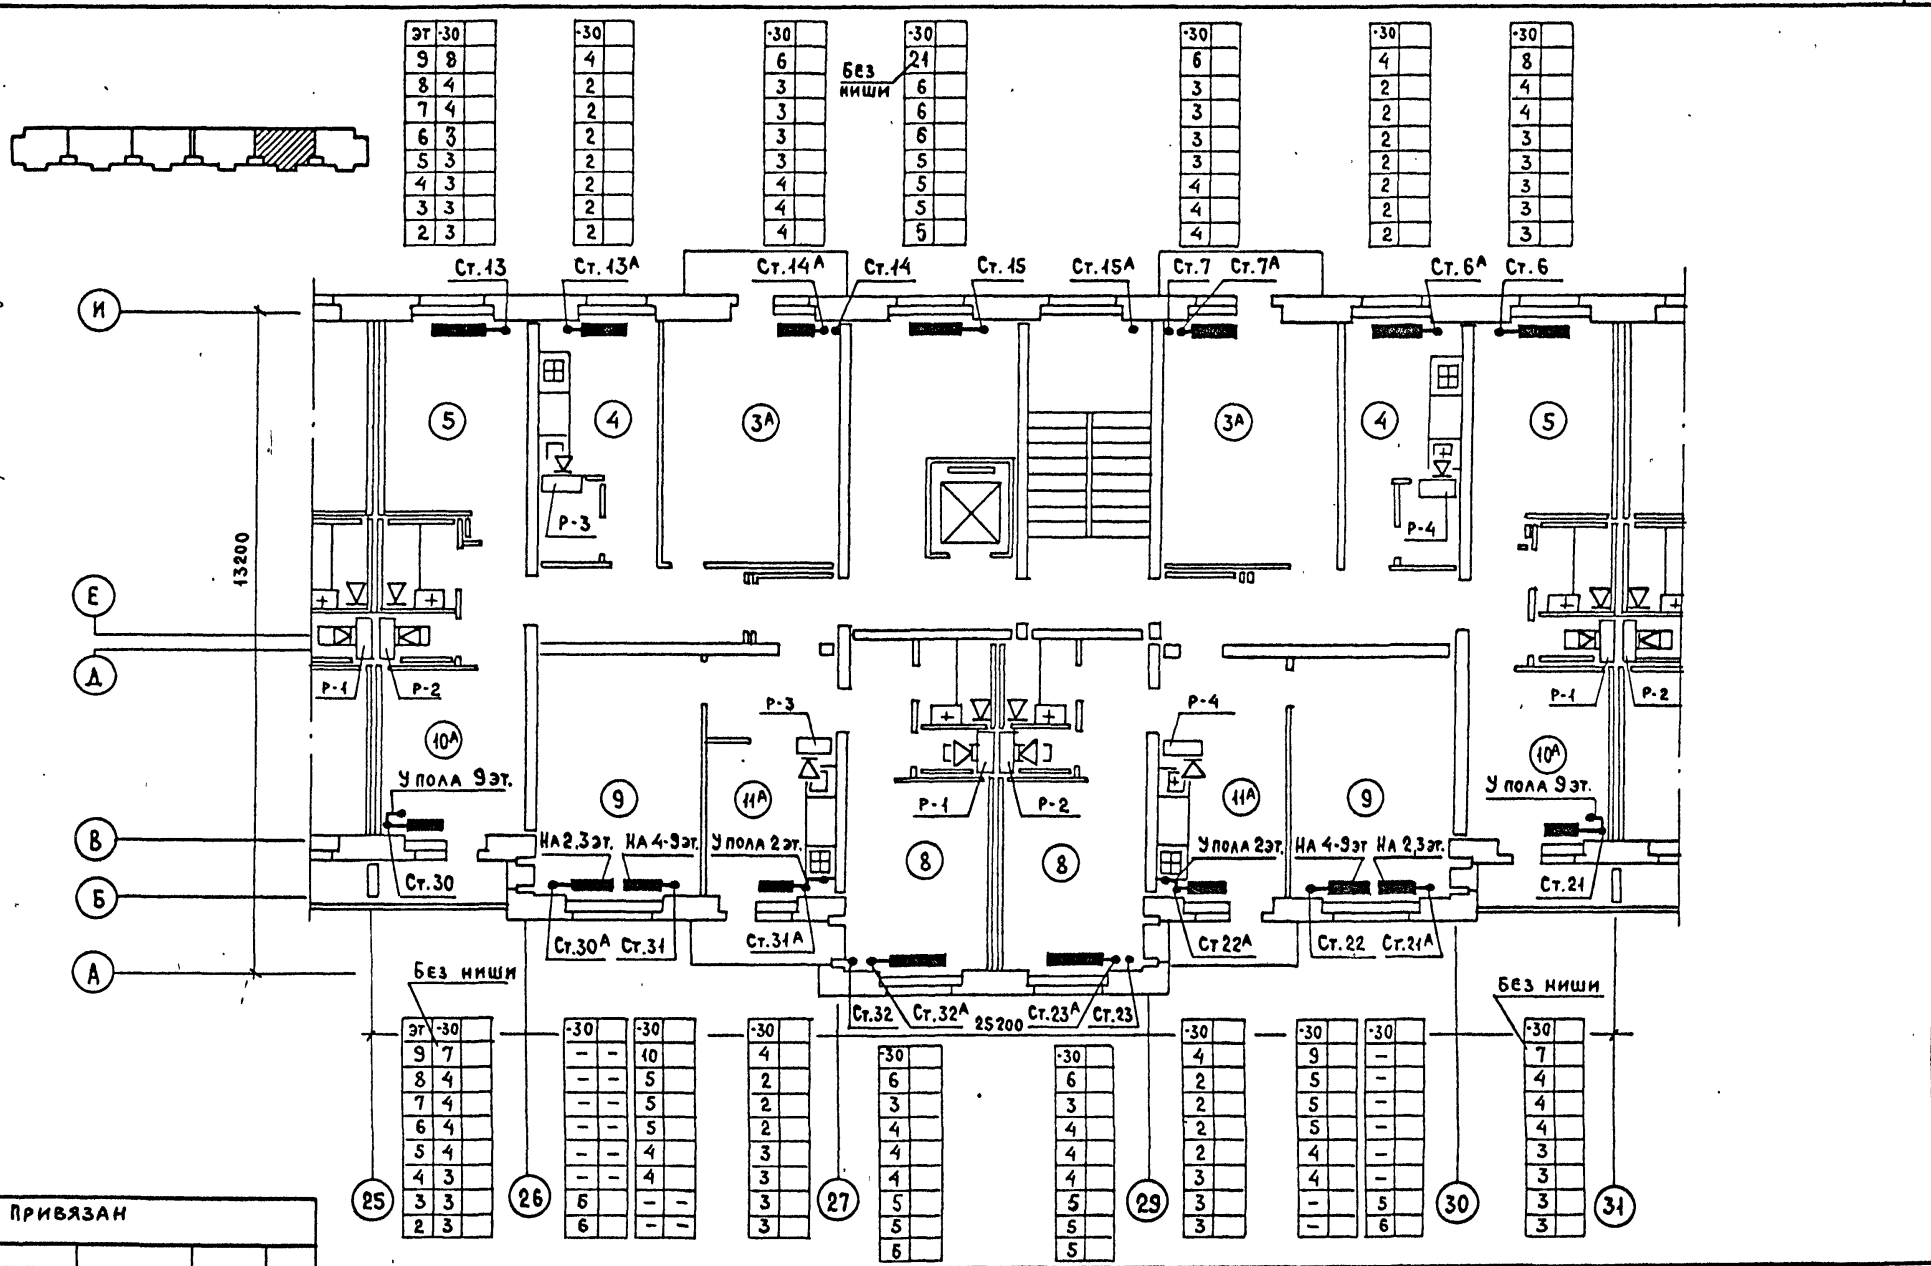 эт -30
9 8
8 4
7 4
6 3
5 3
4 3
3 3
2 3
-30
4
2
2
2
2
2
2
2
-30
6
3
3
3
3
4
4
4
Без
ниши
-30
21
6
6
6
5
5
5
5
-30
6
3
3
3
3
4
4
4
-30
4
2
2
2
2
2
2
2
-30
8
4
4
3
3
3
3
3
Ст.13
Ст.13А
Ст.14А
Ст.14
Ст.15
Ст.15А
Ст.7
Ст.7А
Ст.6А
Ст.6
И
5
4
3А
3А
4
5
Р-3
Р-4
13200
Е
Д
Р-1
Р-2
Р-3
Р-4
Р-1
Р-2
10А
10А
У пола 9эт.
У пола 9эт.
9
11А
Р-1
Р-2
11А
9
В
На 2,3эт.
На 4-9эт.
У пола 2эт.
8
8
У пола 2эт.
На 4-9эт
На 2,3эт.
Б
Ст.30
Ст.21
Ст.30А
Ст.31
Ст.31А
Ст22А
Ст.22
Ст.21А
А
Без ниши
Без ниши
Ст.32
Ст.32А
25200
Ст.23А
Ст.23
эт -30
9 7
8 4
7 4
6 4
5 4
4 3
3 3
2 3
-30
– –
– –
– –
– –
– –
– –
6
6
-30
10
5
5
5
4
4
– –
– –
-30
4
2
2
2
3
3
3
3
-30
6
3
4
4
4
5
5
6
-30
6
3
4
4
4
5
5
5
-30
4
2
2
2
2
3
3
3
-30
9
5
5
5
4
4
–
–
-30
–
–
–
–
–
–
5
6
-30
7
4
4
4
3
3
3
3
25
26
27
29
30
31
Привязан